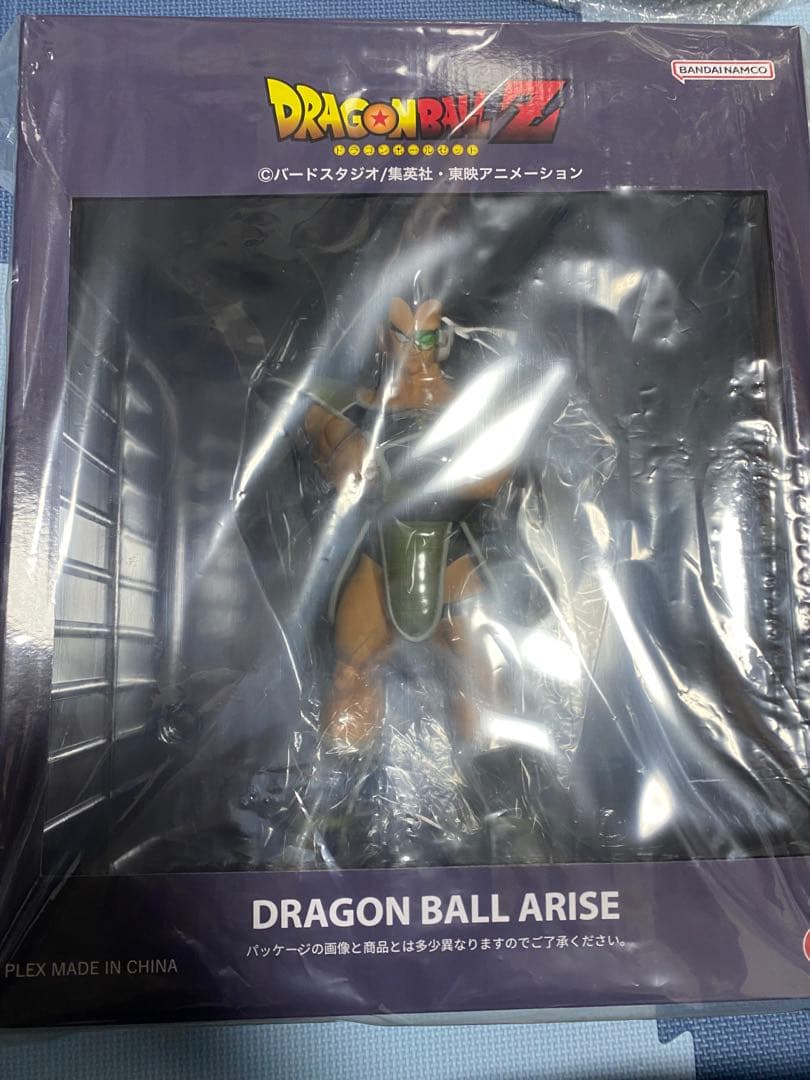 BANDAI NAMCO
DRAGON BALL Z
ドラゴンボールゼット
©バードスタジオ/集英社・東映アニメーション
DRAGON BALL ARISE
パッケージの画像と商品とは多少異なりますのでご了承ください。
PLEX MADE IN CHINA